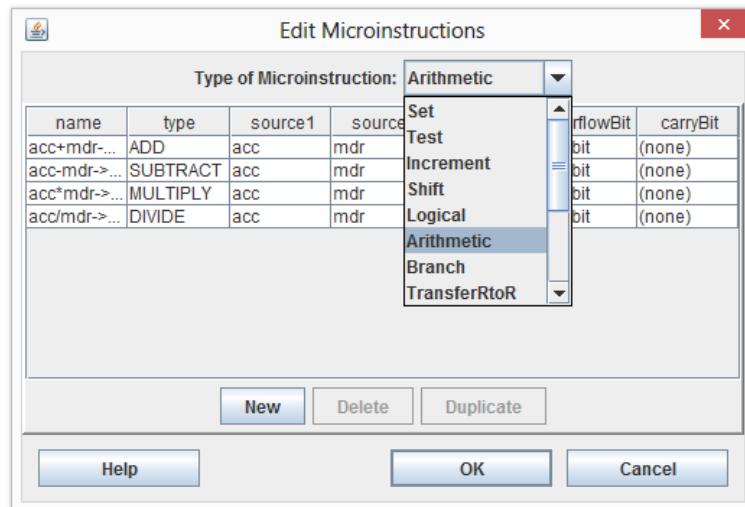 Edit Microinstructions
Type of Microinstruction: Arithmetic
name type source1 source rflowBit carryBit
acc+mdr-... ADD acc mdr bit (none)
acc-mdr->... SUBTRACT acc mdr bit (none)
acc*mdr->... MULTIPLY acc mdr bit (none)
acc/mdr->... DIVIDE acc mdr bit (none)
Set
Test
Increment
Shift
Logical
Arithmetic
Branch
TransferRtoR
New Delete Duplicate
Help OK Cancel